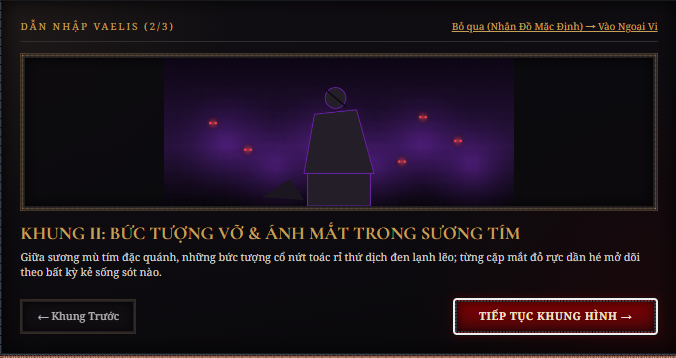 DẪN NHẬP VAELIS (2/3)
Bỏ qua (Nhận Đồ Mặc Định) → Vào Ngoại Vi
KHUNG II: BỨC TƯỢNG VỠ & ÁNH MẮT TRONG SƯƠNG TÍM
Giữa sương mù tím đặc quánh, những bức tượng cổ nứt toác rỉ thứ dịch đen lạnh lẽo; từng cặp mắt đỏ rực dần hé mở dõi
theo bất kỳ kẻ sống sót nào.
← Khung Trước
TIẾP TỤC KHUNG HÌNH →